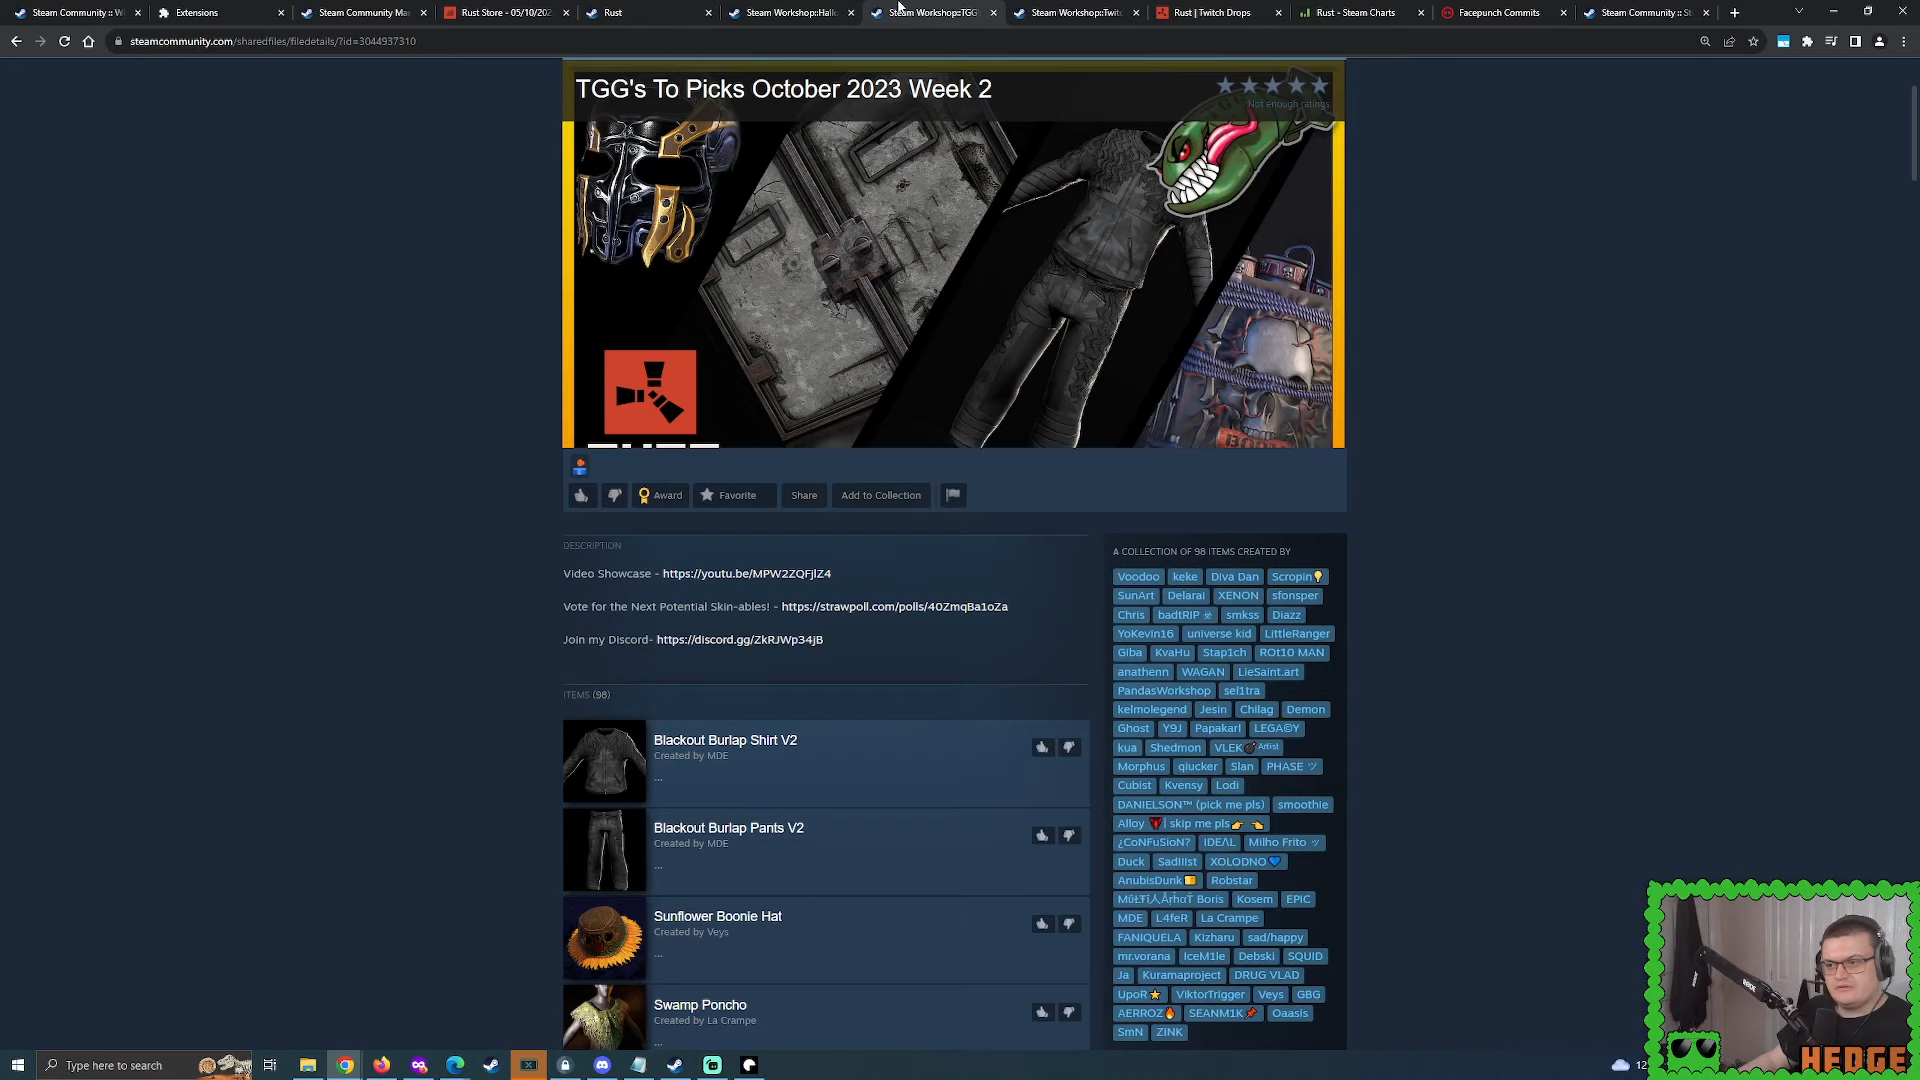 Steam Community :: W
Extensions
Steam Community Ma
Rust Store - 05/10/202
Rust
Steam Workshop::Hallo
Steam Workshop::TGG
Steam Workshop::Twitc
Rust | Twitch Drops
Rust - Steam Charts
Facepunch Commits
Steam Community :: St
steamcommunity.com/sharedfiles/filedetails/?id=3044937310
TGG's To Picks October 2023 Week 2
Not enough ratings
Award
Favorite
Share
Add to Collection
DESCRIPTION
Video Showcase - https://youtu.be/MPW2ZQFjlZ4
Vote for the Next Potential Skin-ables! - https://strawpoll.com/polls/40ZmqBa1oZa
Join my Discord- https://discord.gg/ZkRJWp34jB
ITEMS (98)
Blackout Burlap Shirt V2
Created by MDE
...
Blackout Burlap Pants V2
Created by MDE
...
Sunflower Boonie Hat
Created by Veys
...
Swamp Poncho
Created by La Crampe
...
A COLLECTION OF 98 ITEMS CREATED BY
Voodoo keke Diva Dan Scropin
SunArt Delarai XENON sfonsper
Chris badtRIP ☠ smkss Diazz
YoKevin16 universe kid LittleRanger
Giba KvaHu Stap1ch ROt10 MAN
anathenn WAGAN LieSaint.art
PandasWorkshop sel1tra
kelmolegend Jesin Chilag Demon
Ghost Y9J Papakarl LEGA©Y
kua Shedmon VLEK Artist
Morphus qiucker Slan PHASE ツ
Cubist Kvensy Lodi
DANIELSON™ (pick me pls) smoothie
Alloy | skip me pls
¿CoNFuSioN? IDEΛL Milho Frito ッ
Duck SadIIIst XOLODNO
AnubisDunk Robstar
Boris Kosem EPIC
MDE L4feR La Crampe
FANIQUELA Kizharu sad/happy
mr.vorana IceM1le Debski SQUID
Ja Kuramaproject DRUG VLAD
UpoR ViktorTrigger Veys GBG
AERROZ SEANM1K Oaasis
SmN ZINK
Type here to search
12
HEDGE